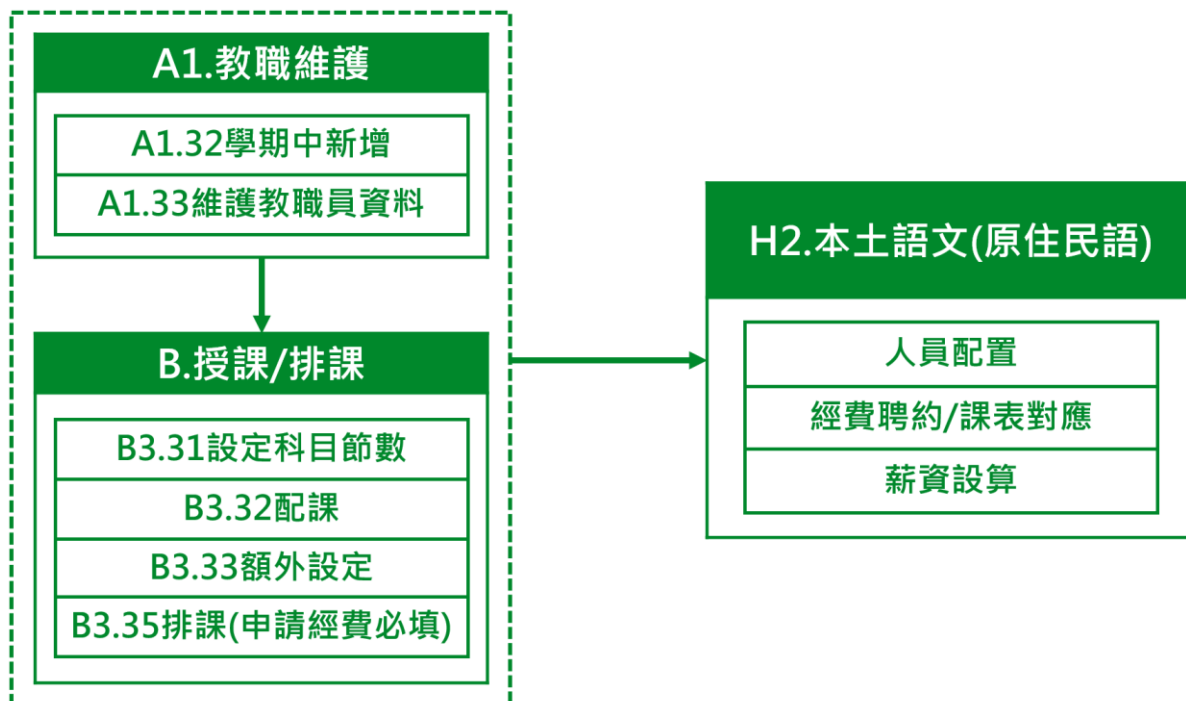 A1.教職維護
A1.32學期中新增
A1.33維護教職員資料
B.授課/排課
B3.31設定科目節數
B3.32配課
B3.33額外設定
B3.35排課(申請經費必填)
H2.本土語文(原住民語)
人員配置
經費聘約/課表對應
薪資設算